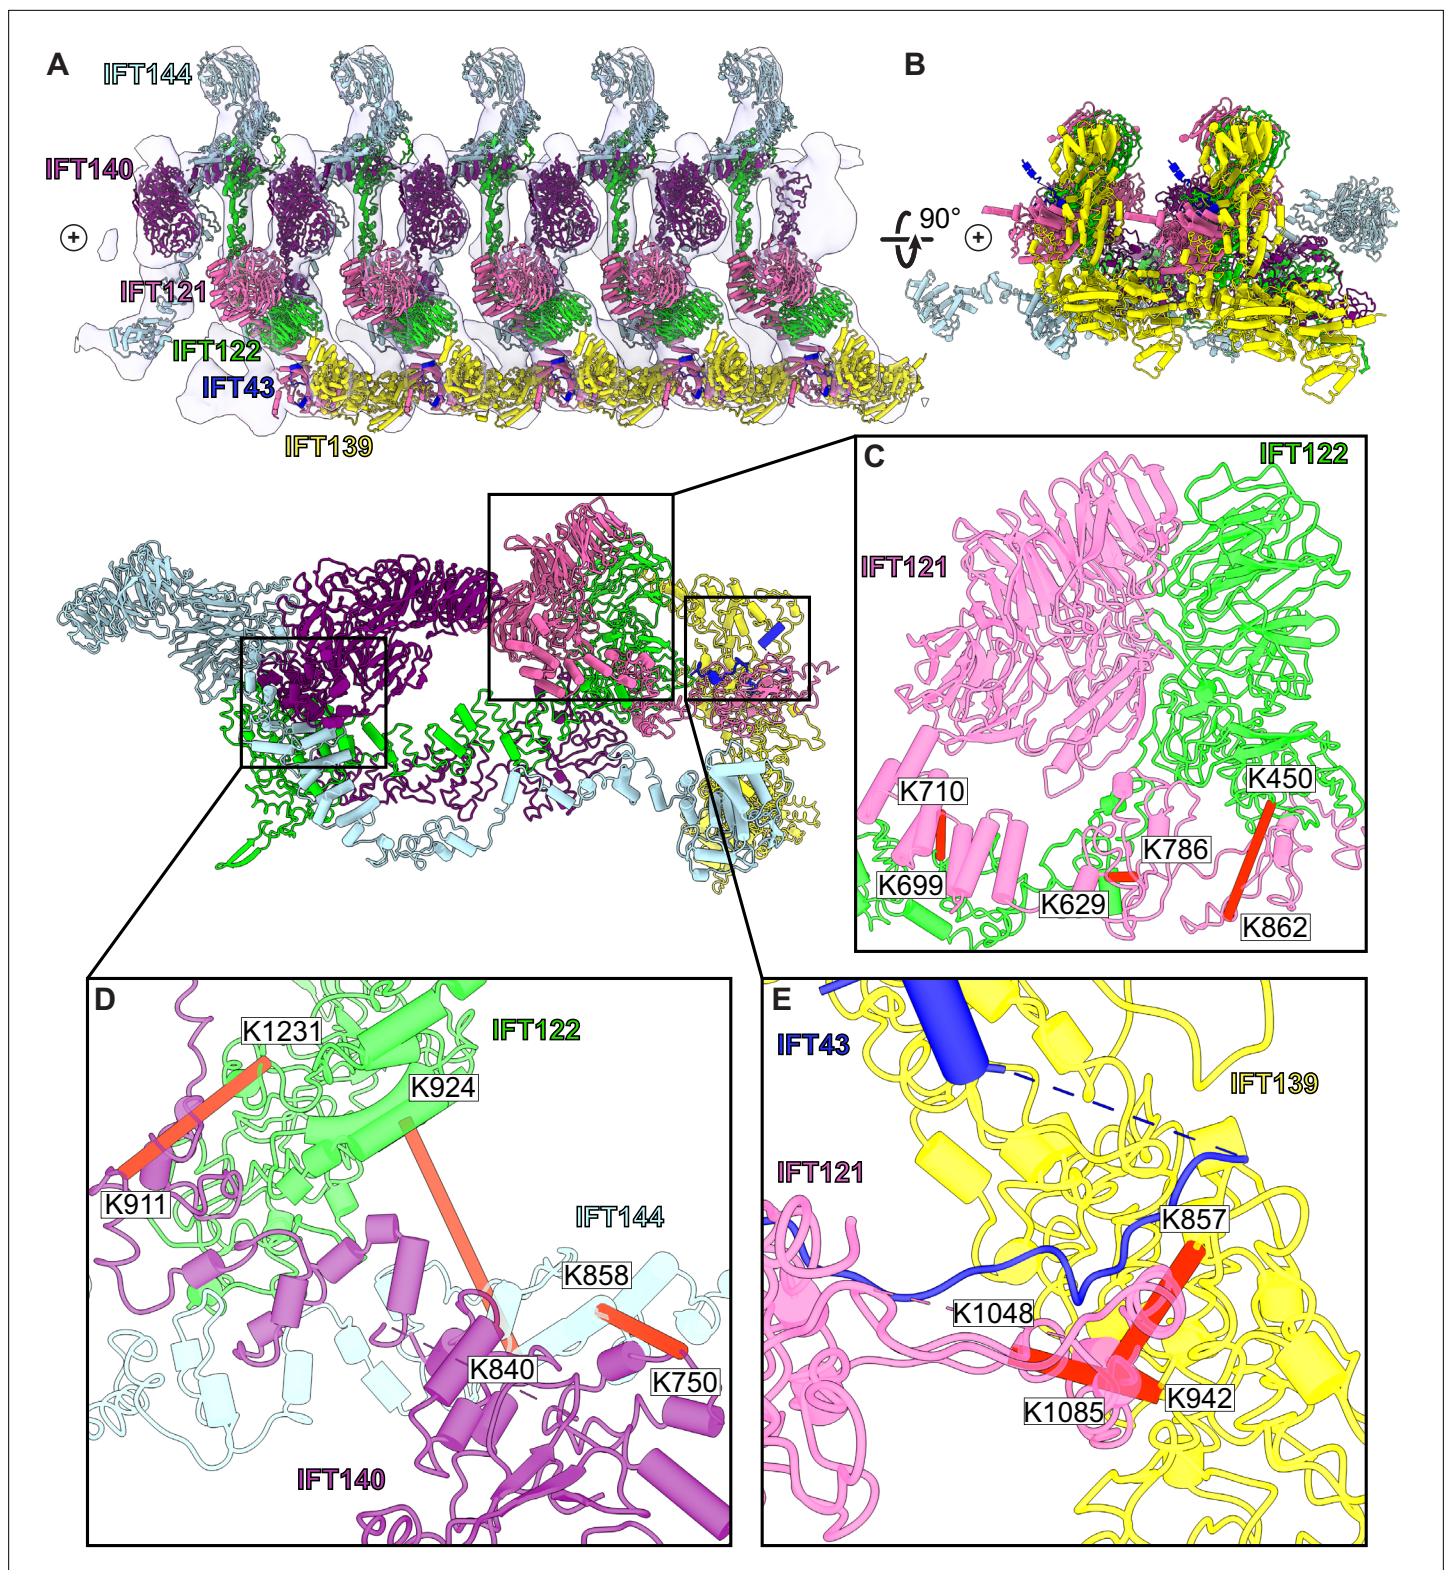 A
IFT144
IFT140
+
IFT121
IFT122
IFT43
IFT139
B
90°
+
C
IFT122
IFT121
K710
K450
K786
K699
K629
K862
D
K1231
IFT122
K924
K911
IFT144
K858
K840
K750
IFT140
E
IFT43
IFT139
IFT121
K857
K1048
K1085
K942